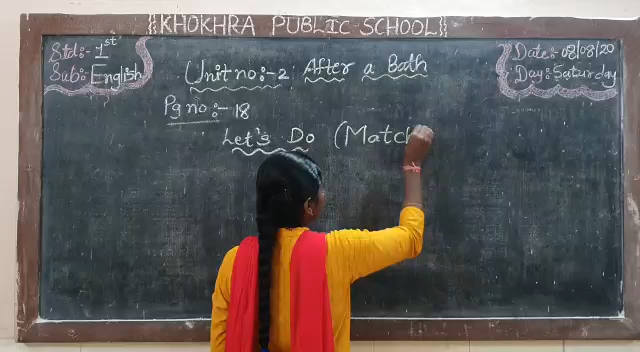 KHOKHRA PUBLIC SCHOOL
Std:- 1st
Sub:- English
Date:- 08/08/20
Day:- Saturday
Unit no:-2 After a Bath
Pg no:- 18
Let's Do (Match